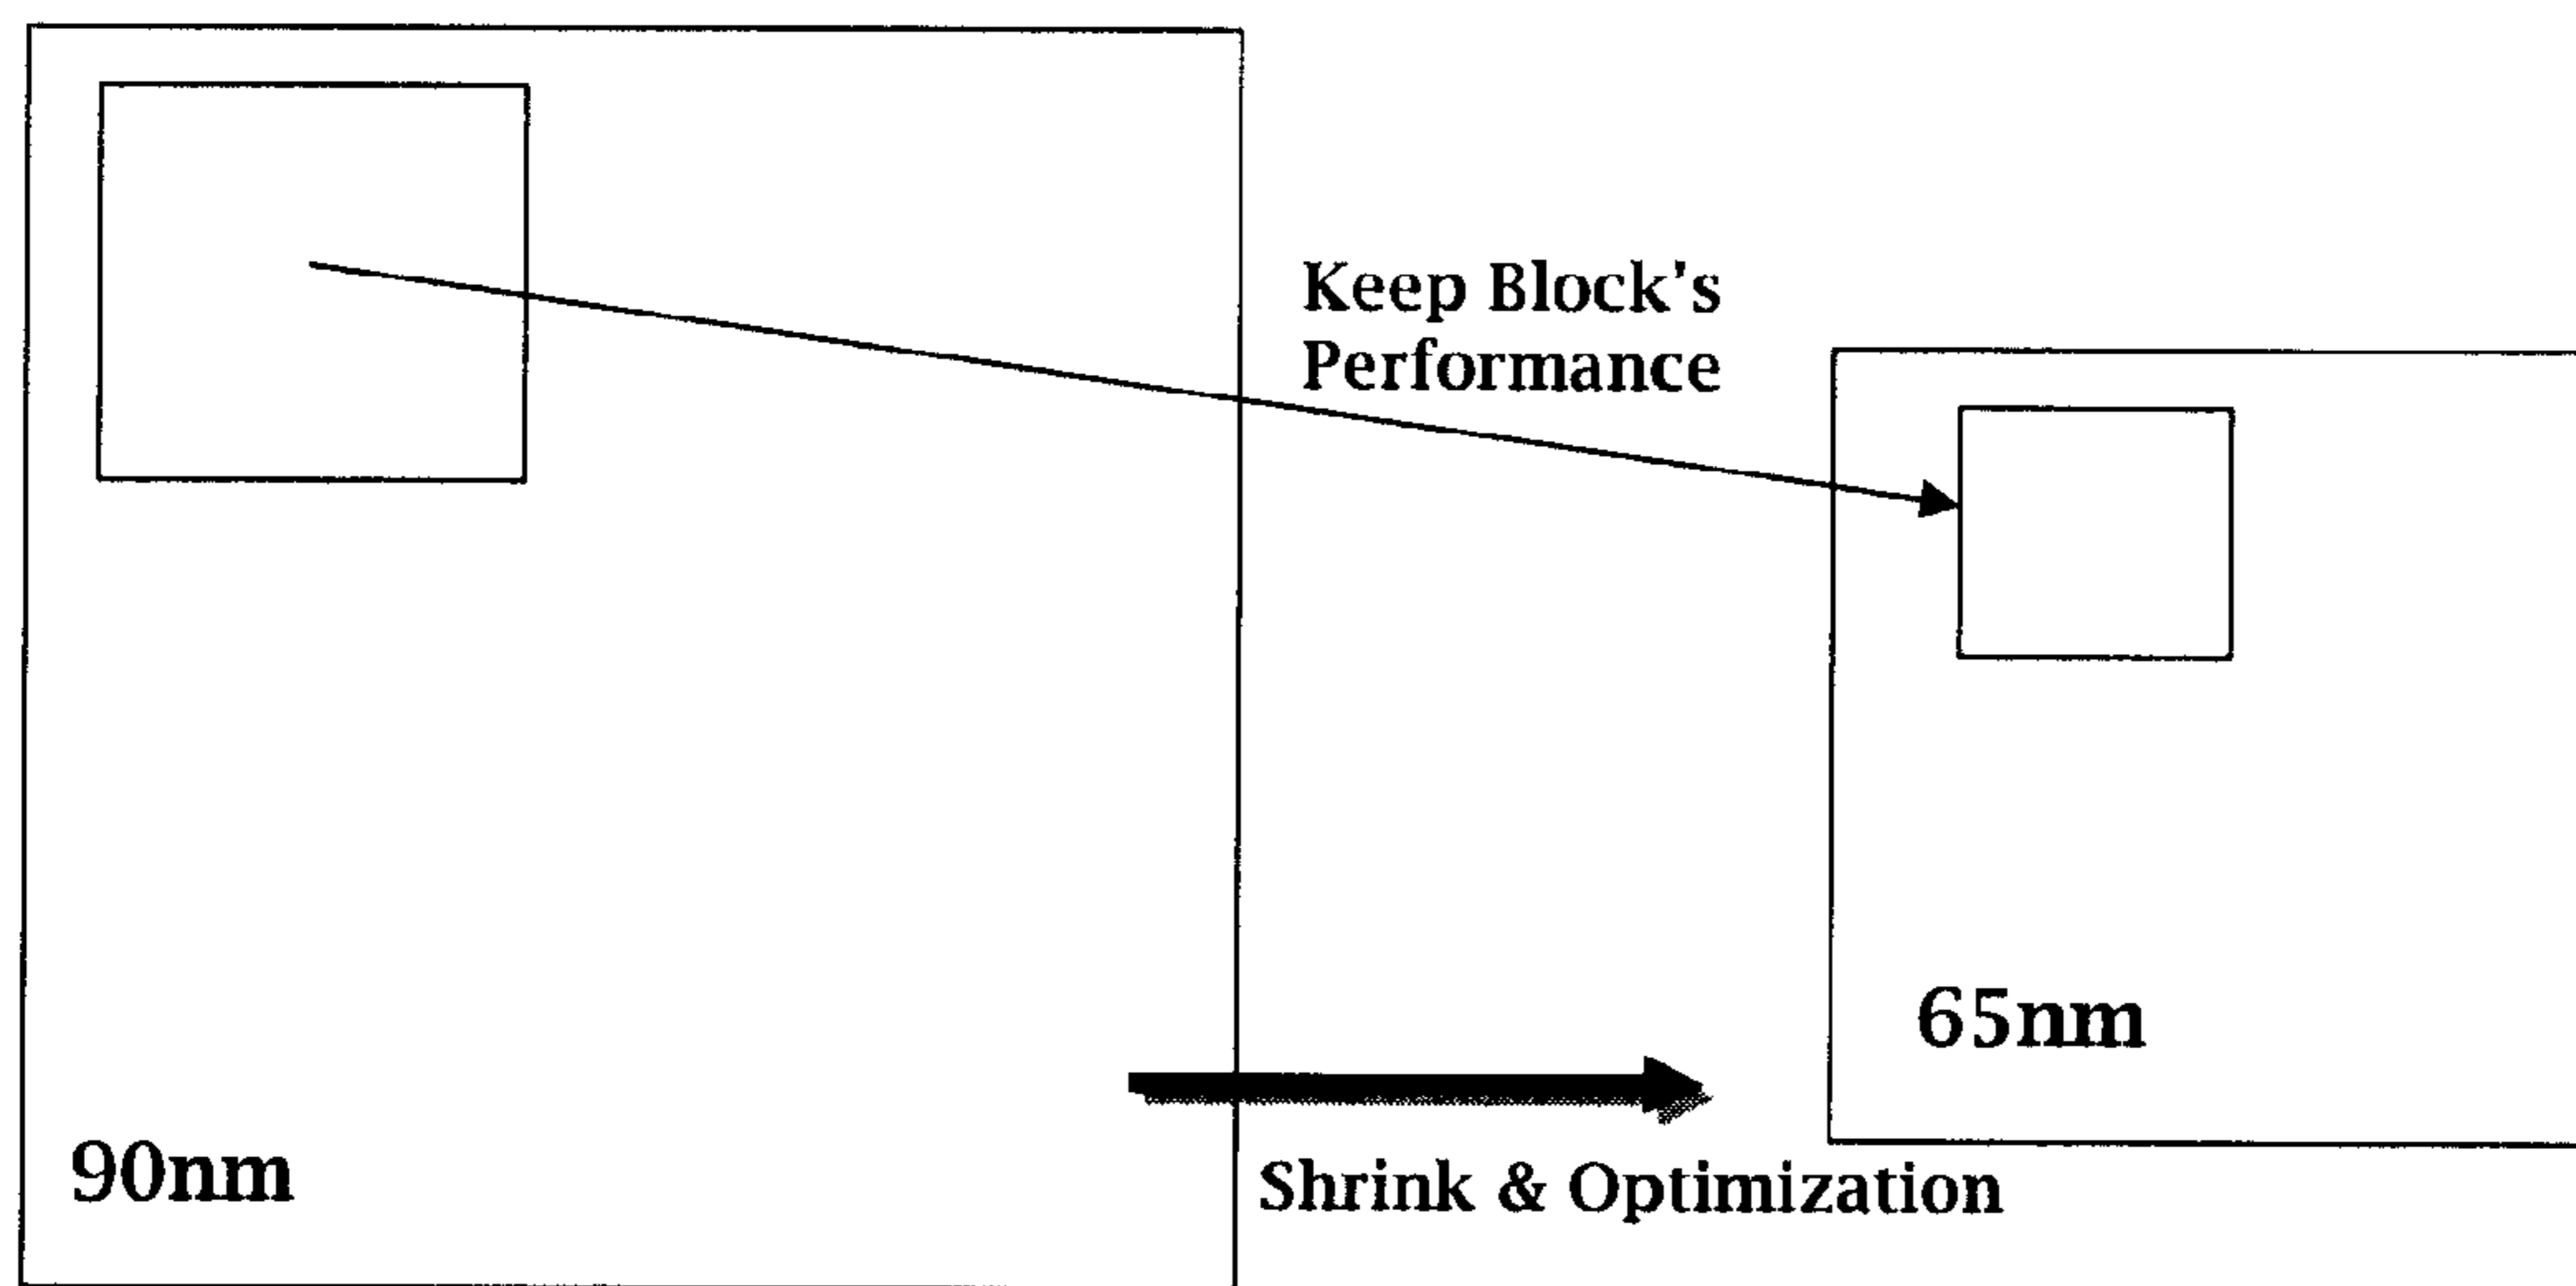 Keep Block's
Performance
65nm
90nm
Shrink & Optimization